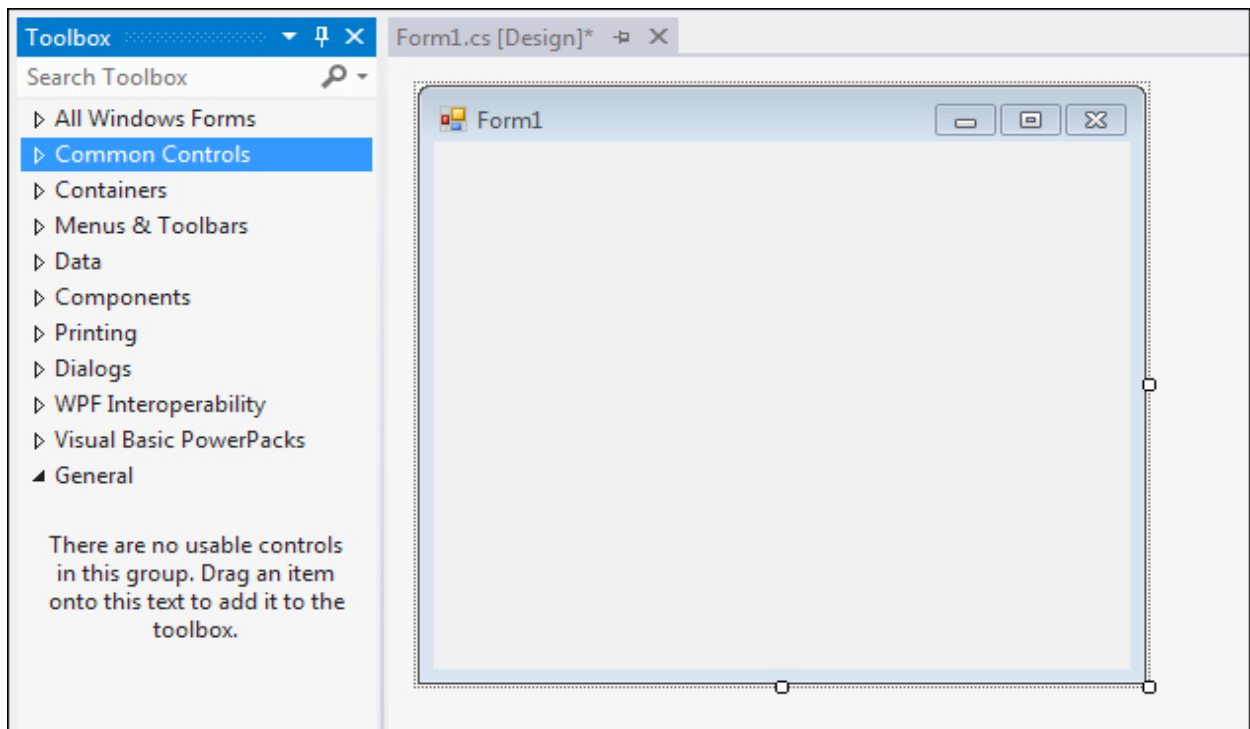 Toolbox
Search Toolbox
All Windows Forms
Common Controls
Containers
Menus & Toolbars
Data
Components
Printing
Dialogs
WPF Interoperability
Visual Basic PowerPacks
General
There are no usable controls
in this group. Drag an item
onto this text to add it to the
toolbox.
Form1.cs [Design]*
Form1